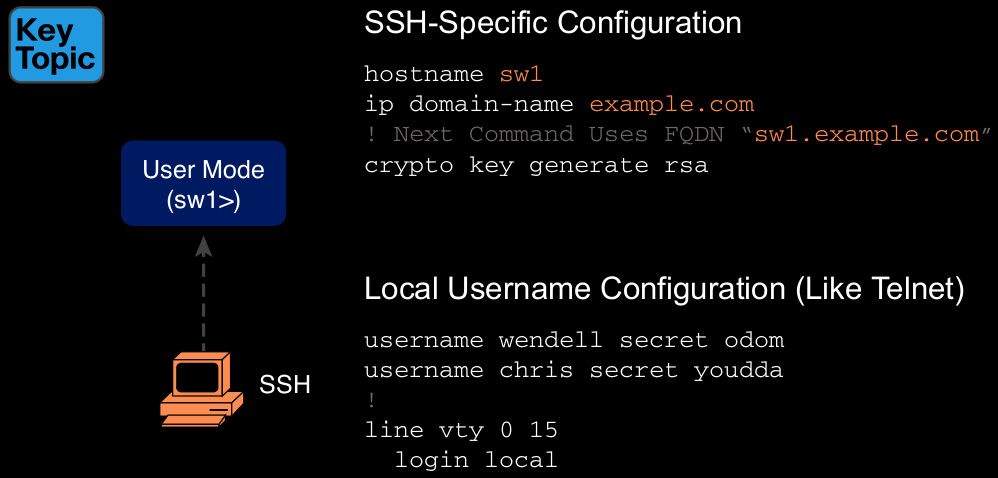 Key
Topic
User Mode
(sw1>)
SSH
SSH-Specific Configuration
hostname sw1
ip domain-name example.com
! Next Command Uses FQDN “sw1.example.com”
crypto key generate rsa
Local Username Configuration (Like Telnet)
username wendell secret odom
username chris secret youdda
!
line vty 0 15
  login local